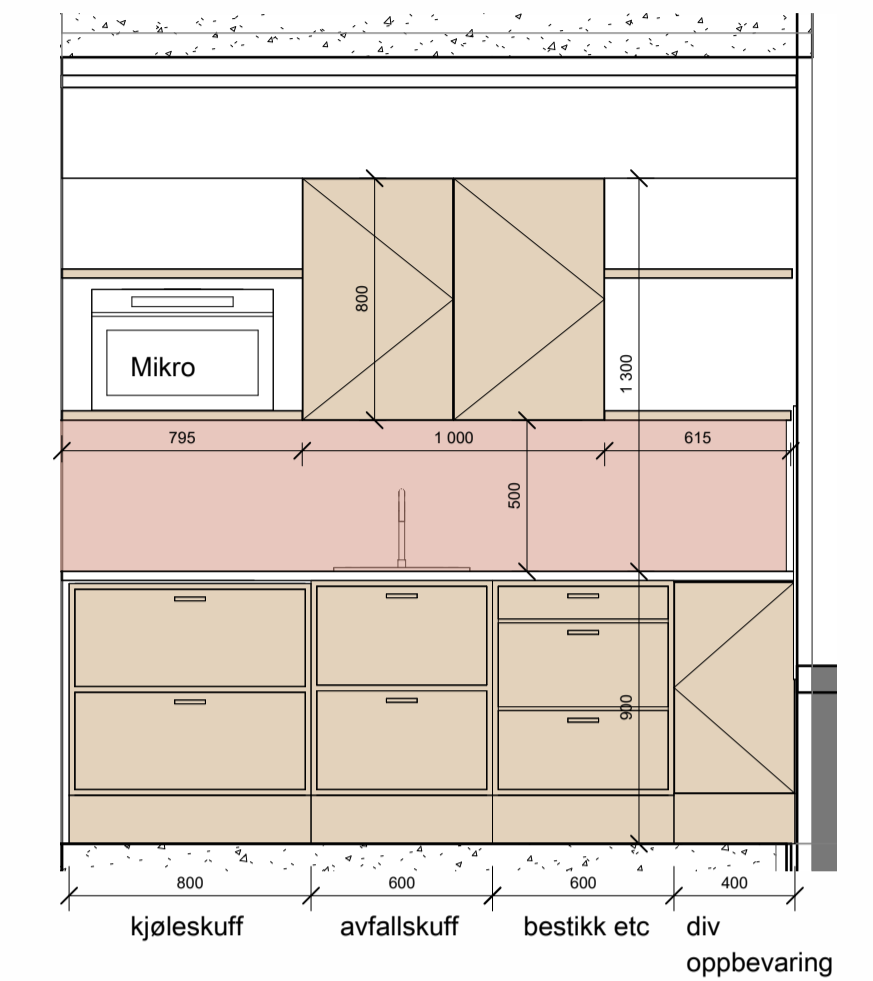 800
1 300
Mikro
795
1 000
615
500
900
800
600
600
400
kjøleskuff
avfallskuff
bestikk etc
div
oppbevaring